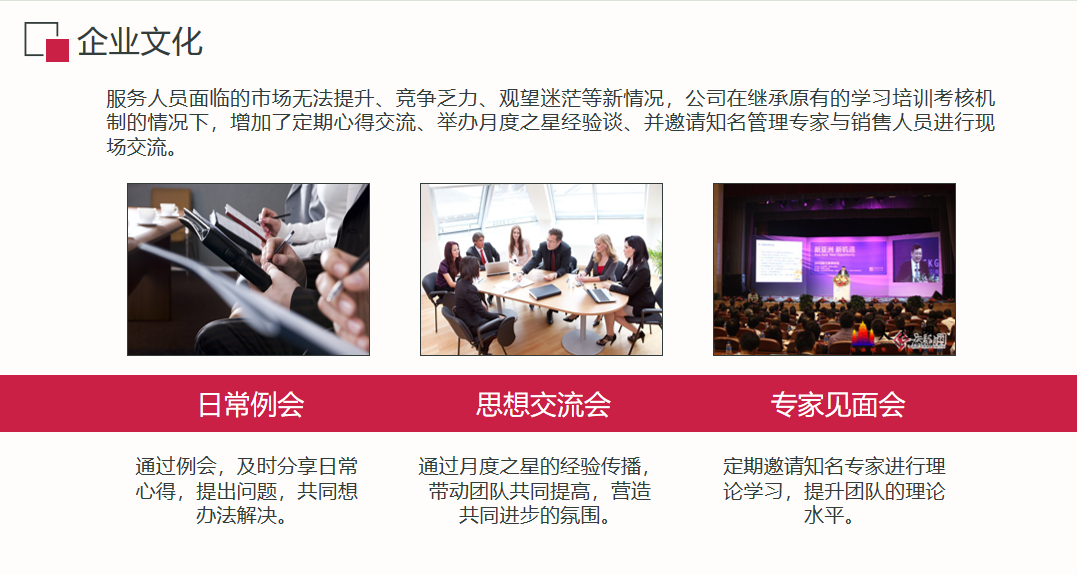 企业文化
服务人员面临的市场无法提升、竞争乏力、观望迷茫等新情况，公司在继承原有的学习培训考核机
制的情况下，增加了定期心得交流、举办月度之星经验谈、并邀请知名管理专家与销售人员进行现
场交流。
新亚洲 新机遇
日常例会
思想交流会
专家见面会
通过例会，及时分享日常
心得，提出问题，共同想
办法解决。
通过月度之星的经验传播，
带动团队共同提高，营造
共同进步的氛围。
定期邀请知名专家进行理
论学习，提升团队的理论
水平。